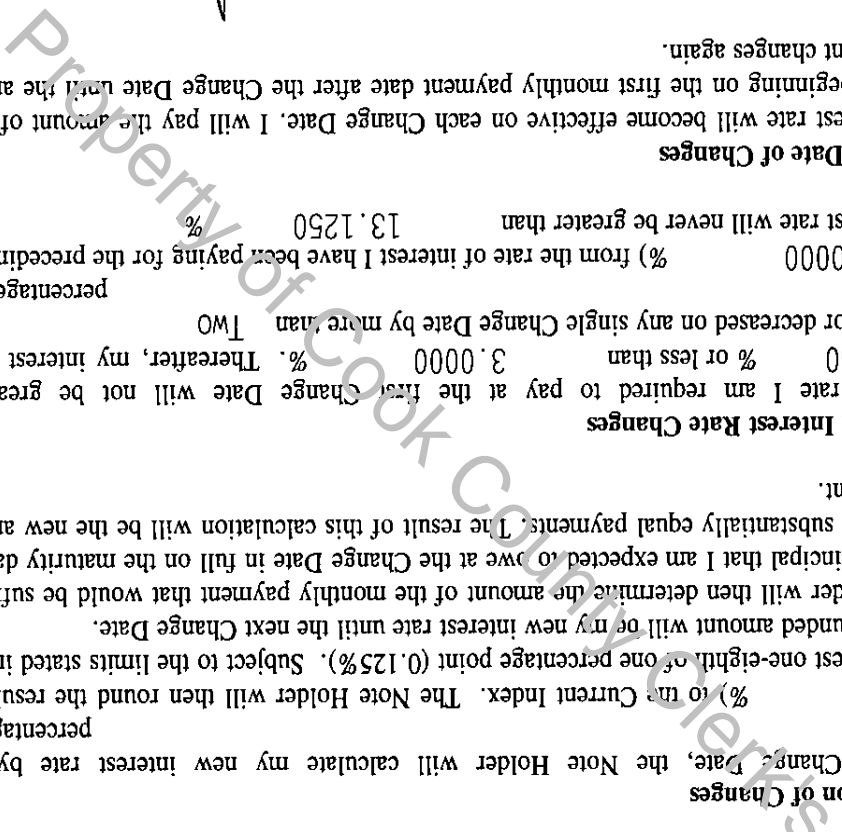 on of Changes
Change Date, the Note Holder will calculate my new interest rate by
percentag
%) to the Current Index. The Note Holder will then round the resu
est one-eighth of one percentage point (0.125%). Subject to the limits stated in
unded amount will be my new interest rate until the next Change Date.
der will then determine the amount of the monthly payment that would be suf
incipal that I am expected to owe at the Change Date in full on the maturity da
substantially equal payments. The result of this calculation will be the new a
nt.
Interest Rate Changes
rate I am required to pay at the first Change Date will not be grea
0 % or less than 3.0000 %. Thereafter, my interest
or decreased on any single Change Date by more than TWO
percentage
0000 %) from the rate of interest I have been paying for the precedin
st rate will never be greater than 13.1250 %
Date of Changes
est rate will become effective on each Change Date. I will pay the amount of
beginning on the first monthly payment date after the Change Date until the a
nt changes again.
Property of Cook County Clerk's